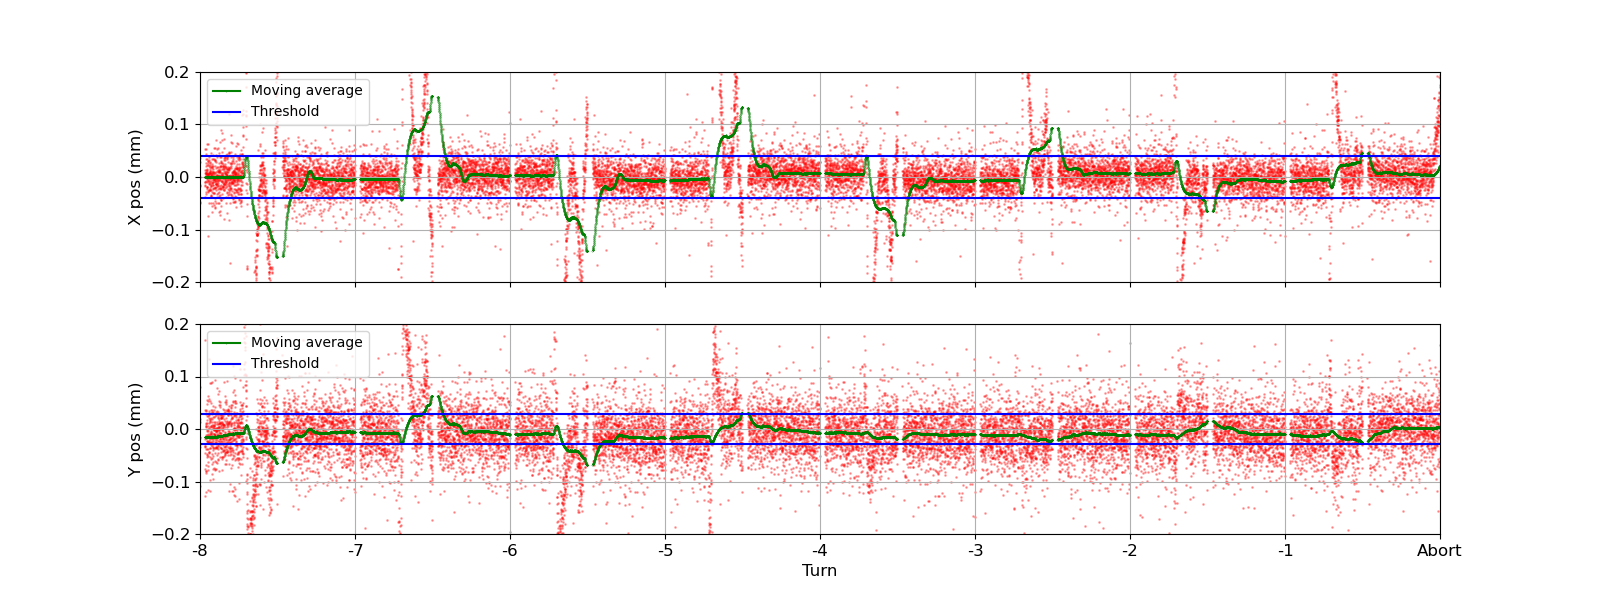 0.2
0.1
0.0
−0.1
−0.2
X pos (mm)
Moving average
Threshold
0.2
0.1
0.0
−0.1
−0.2
Y pos (mm)
Moving average
Threshold
-8 -7 -6 -5 -4 -3 -2 -1 Abort
Turn